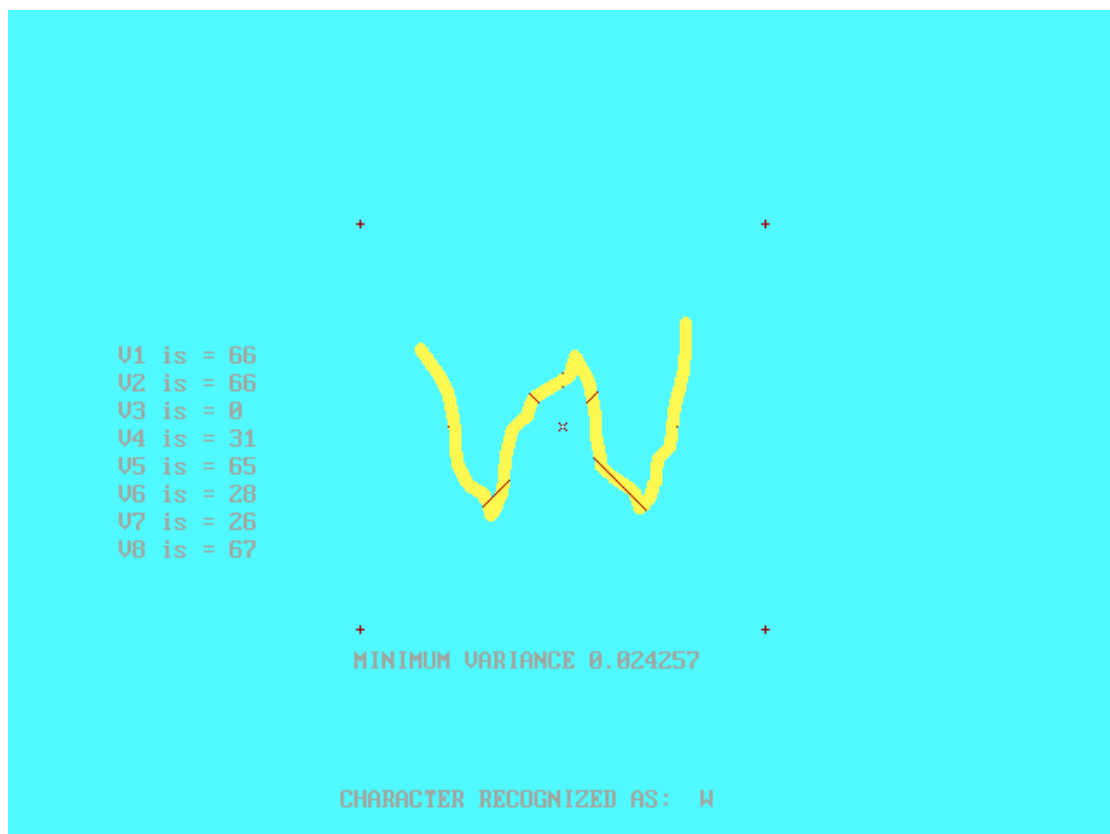 V1 is = 66
V2 is = 66
V3 is = 0
V4 is = 31
V5 is = 65
V6 is = 28
V7 is = 26
V8 is = 67
W
MINIMUM VARIANCE 0.024257
CHARACTER RECOGNIZED AS: W